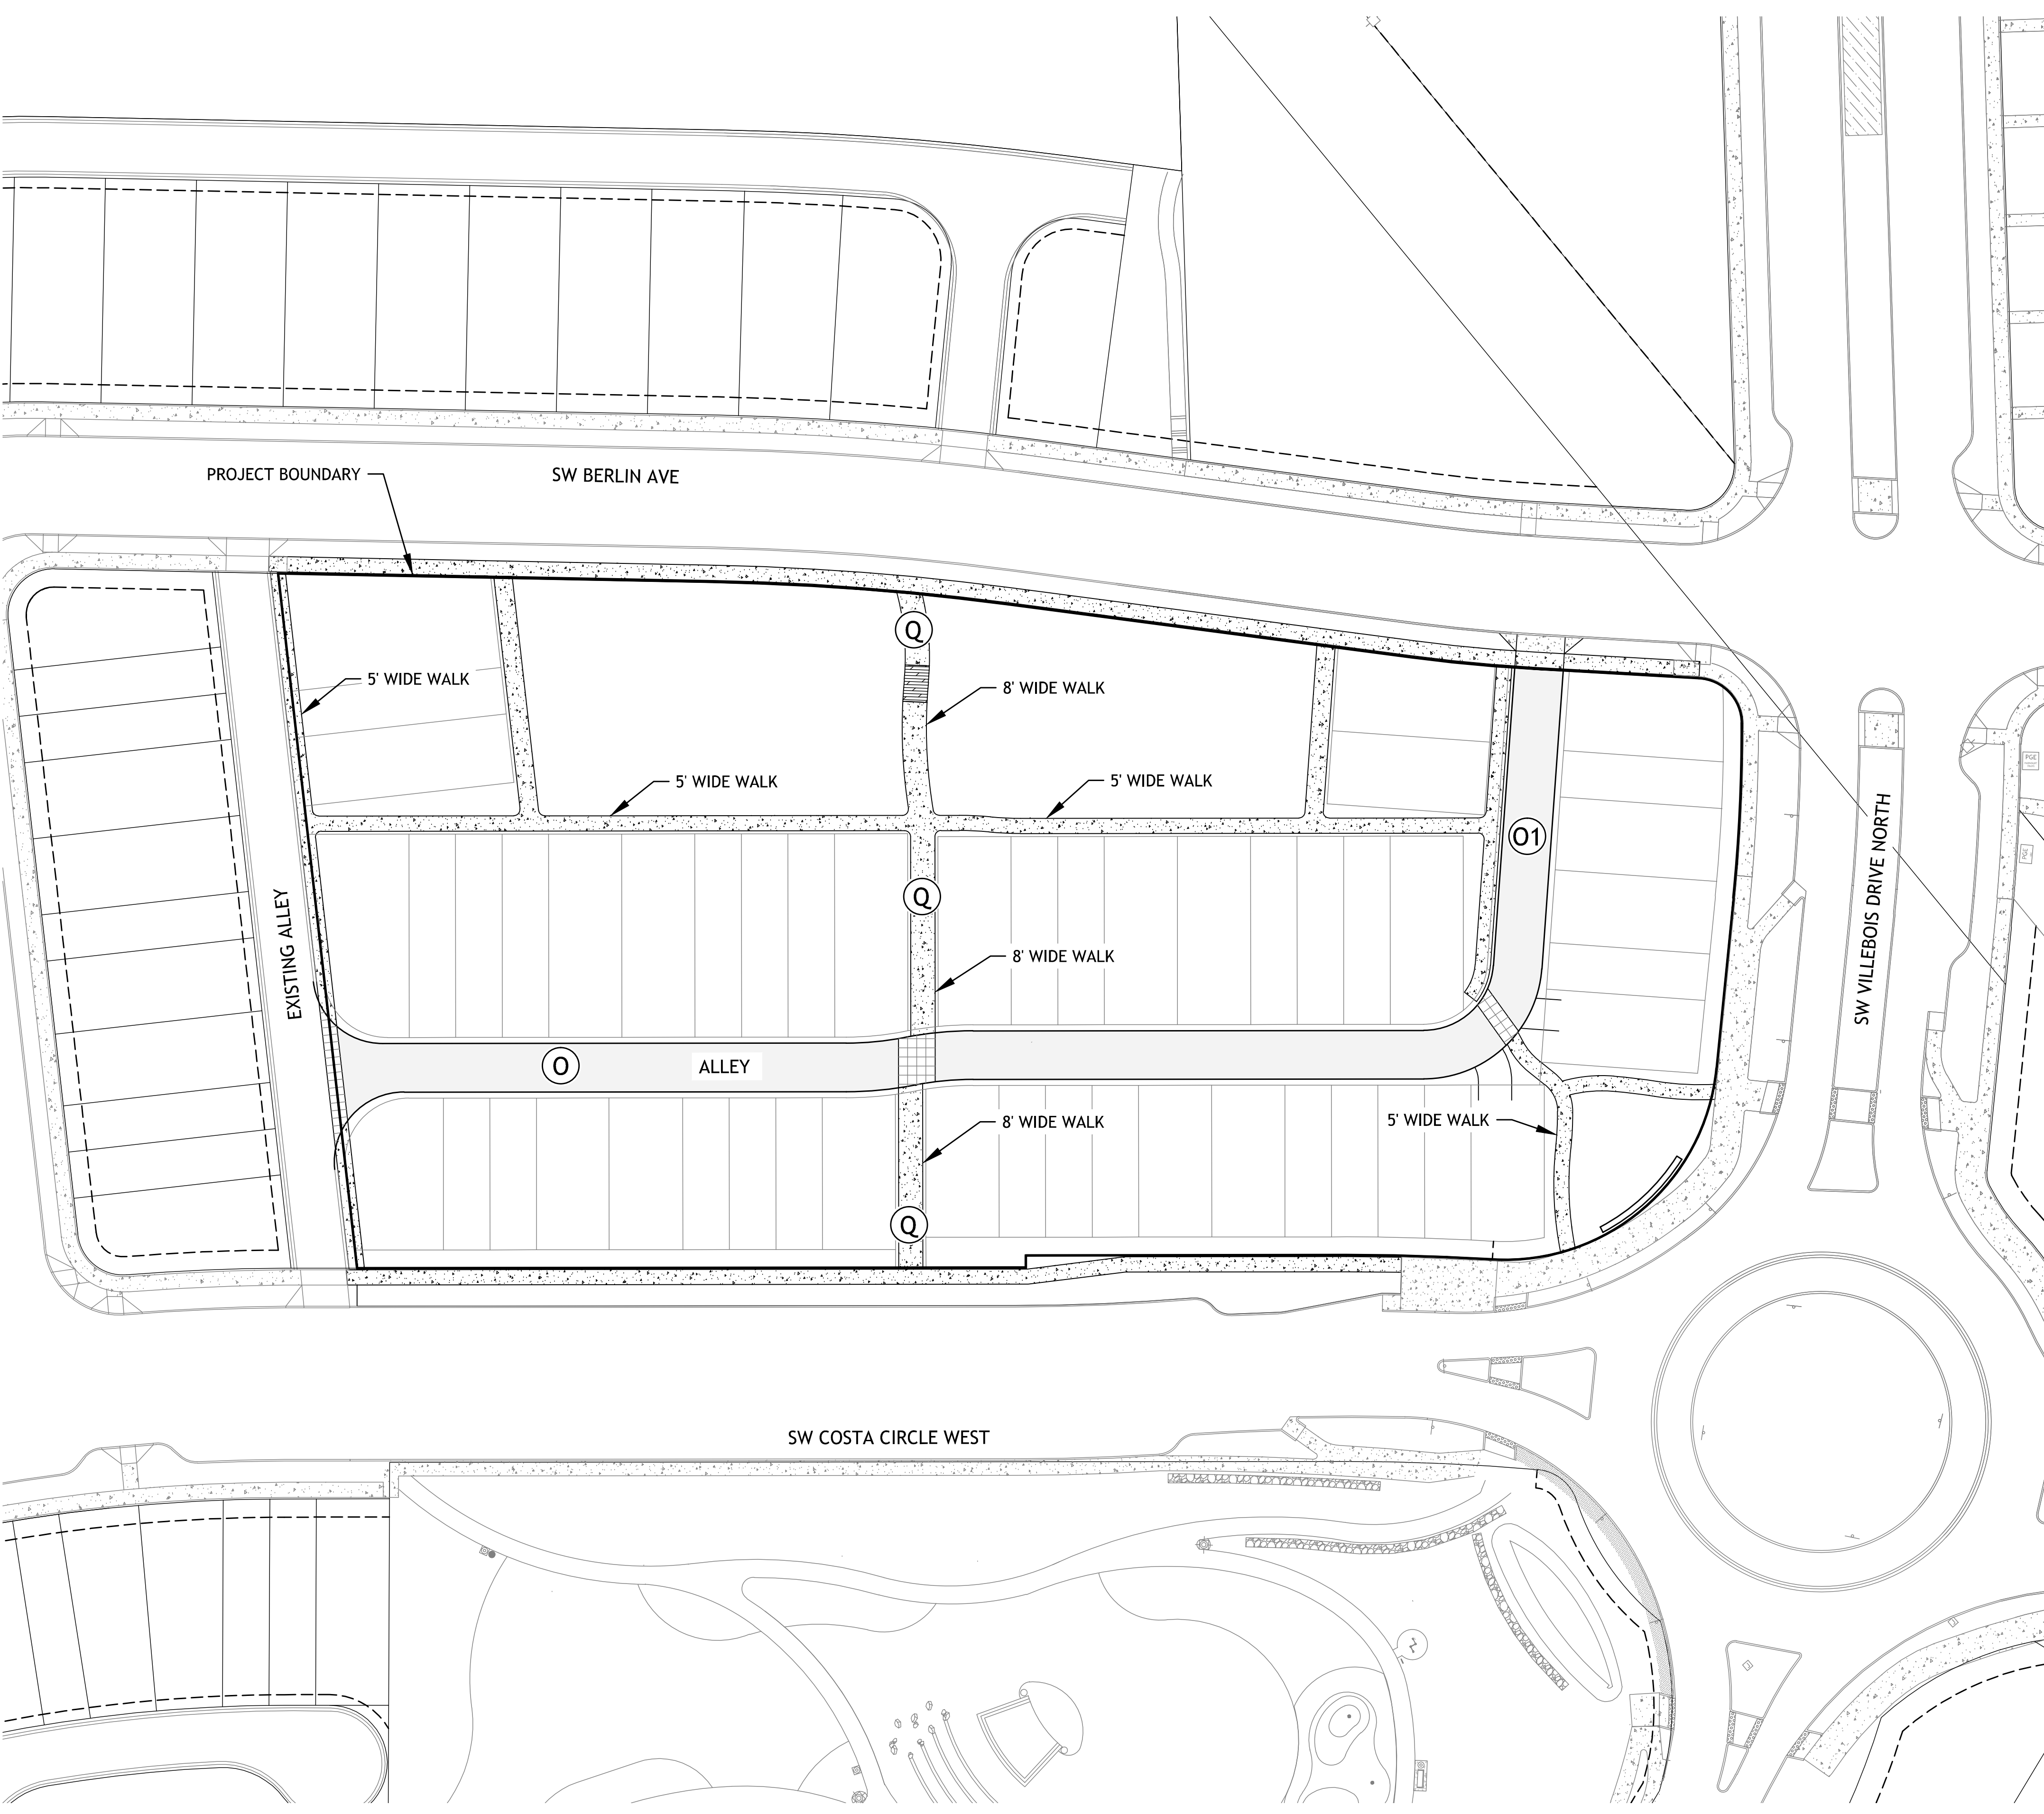 PROJECT BOUNDARY
SW BERLIN AVE
Q
5' WIDE WALK
8' WIDE WALK
5' WIDE WALK
5' WIDE WALK
PGE
O1
SW VILLEBOIS DRIVE NORTH
PGE
Q
EXISTING ALLEY
8' WIDE WALK
O
ALLEY
8' WIDE WALK
5' WIDE WALK
Q
SW COSTA CIRCLE WEST